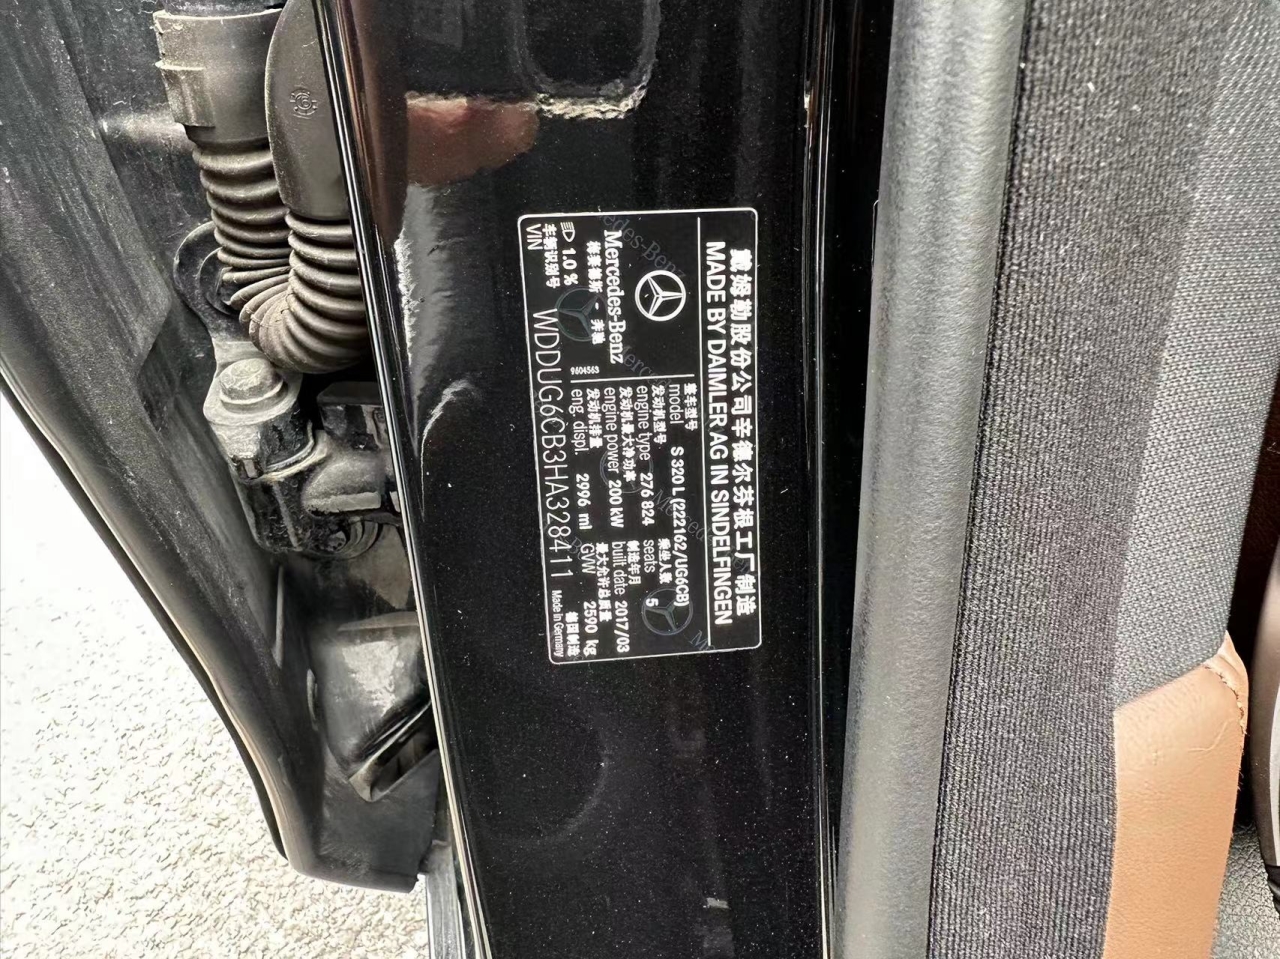 戴姆勒股份公司辛德尔芬根工厂制造
MADE BY DAIMLER AG IN SINDELFINGEN
Mercedes-Benz
梅赛德斯 - 奔驰
9604563
整车型号
model S 320 L (222162/UG6CB)
发动机型号 乘坐人数
engine type 276 824 seats 5
发动机最大净功率 制造年月
engine power 200 kW built date 2017/03
发动机排量 最大允许总质量
eng. displ. 2996 ml GVW 2590 kg
1.0 %
车辆识别号 德国制造
VIN WDDUG6CB3HA328411 Made in Germany